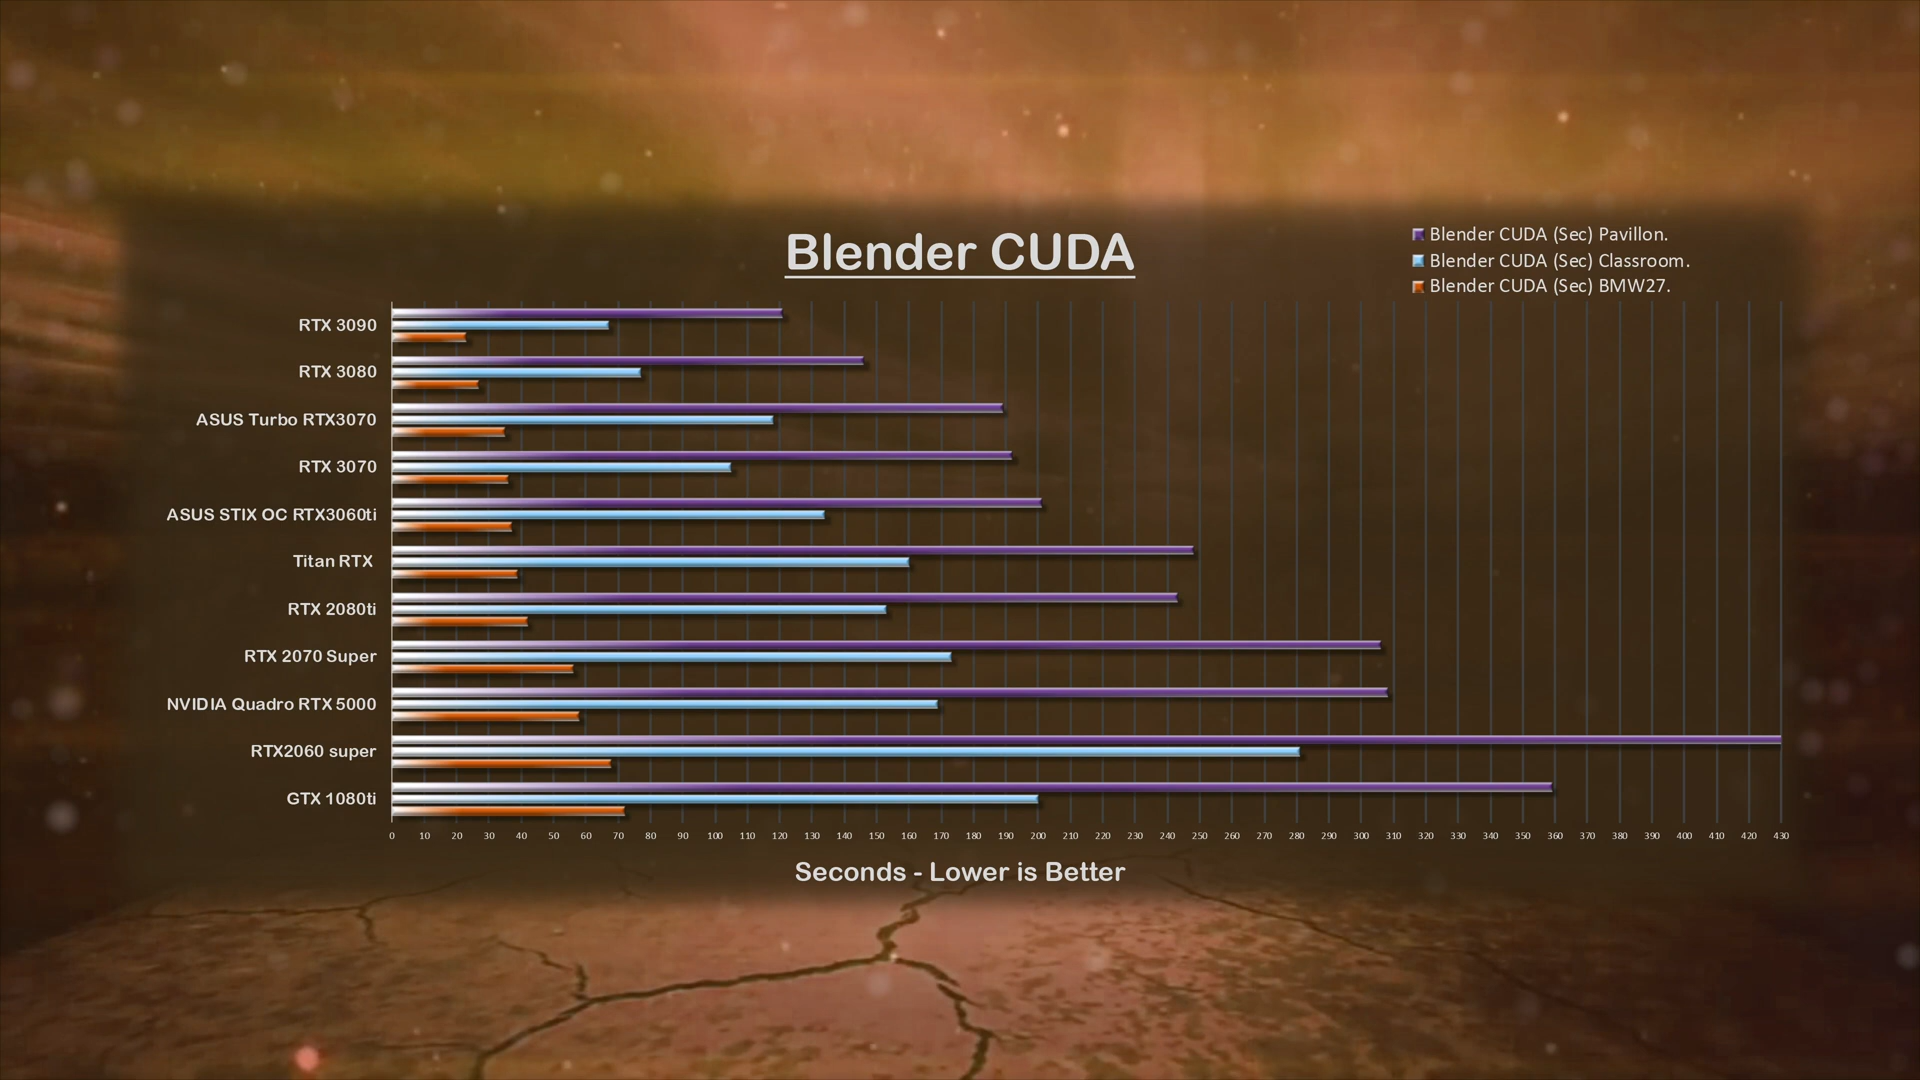 Blender CUDA
Blender CUDA (Sec) Pavillon.
Blender CUDA (Sec) Classroom.
Blender CUDA (Sec) BMW27.
RTX 3090
RTX 3080
ASUS Turbo RTX3070
RTX 3070
ASUS STIX OC RTX3060ti
Titan RTX
RTX 2080ti
RTX 2070 Super
NVIDIA Quadro RTX 5000
RTX2060 super
GTX 1080ti
0 10 20 30 40 50 60 70 80 90 100 110 120 130 140 150 160 170 180 190 200 210 220 230 240 250 260 270 280 290 300 310 320 330 340 350 360 370 380 390 400 410 420 430
Seconds - Lower is Better